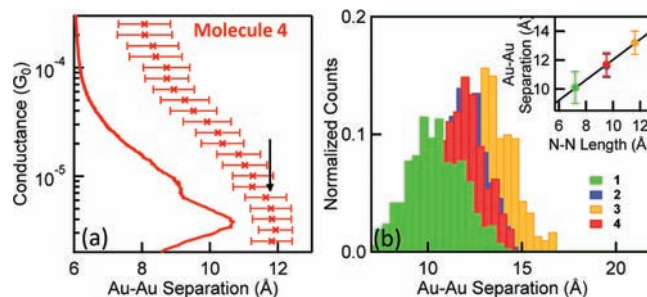 Molecule 4
Conductance (G0)
10-4
10-5
(a)
6 8 10 12
Au-Au Separation (Å)
Normalized Counts
0.20
0.1
0.0
(b)
10 15 20
Au-Au Separation (Å)
Au-Au
Separation (Å)
14
12
10
6 8 10 12
N-N Length (Å)
1
2
3
4